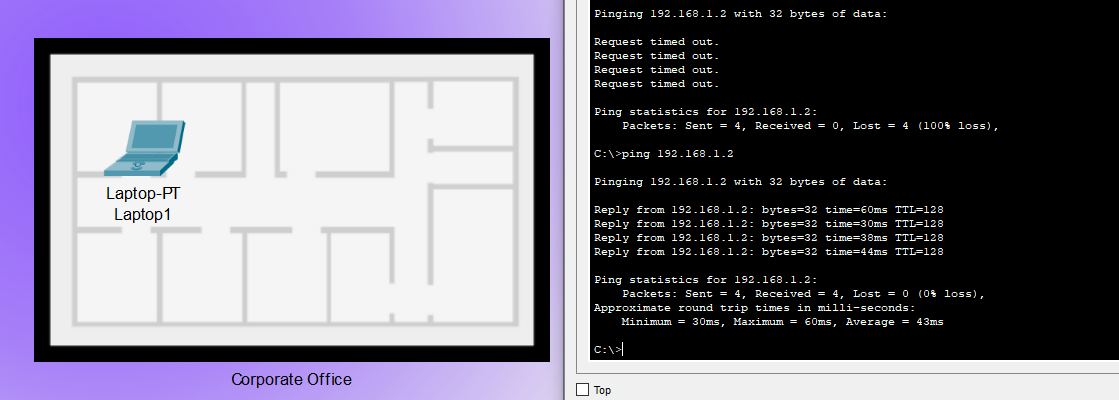 Laptop-PT
Laptop1
Corporate Office
Pinging 192.168.1.2 with 32 bytes of data:
Request timed out.
Request timed out.
Request timed out.
Request timed out.
Ping statistics for 192.168.1.2:
Packets: Sent = 4, Received = 0, Lost = 4 (100% loss),
C:\>ping 192.168.1.2
Pinging 192.168.1.2 with 32 bytes of data:
Reply from 192.168.1.2: bytes=32 time=60ms TTL=128
Reply from 192.168.1.2: bytes=32 time=30ms TTL=128
Reply from 192.168.1.2: bytes=32 time=38ms TTL=128
Reply from 192.168.1.2: bytes=32 time=44ms TTL=128
Ping statistics for 192.168.1.2:
Packets: Sent = 4, Received = 4, Lost = 0 (0% loss),
Approximate round trip times in milli-seconds:
Minimum = 30ms, Maximum = 60ms, Average = 43ms
C:\>
Top